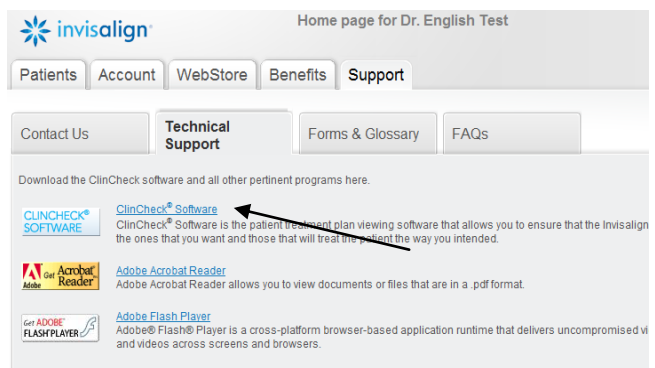 invisalign
Home page for Dr. English Test
Patients Account WebStore Benefits Support
Contact Us Technical Support Forms & Glossary FAQs
Download the ClinCheck software and all other pertinent programs here.
CLINCHECK® SOFTWARE
ClinCheck® Software
ClinCheck® Software is the patient treatment plan viewing software that allows you to ensure that the Invisalign
the ones that you want and those that will treat the patient the way you intended.
Get Acrobat Reader
Adobe
Adobe Acrobat Reader
Adobe Acrobat Reader allows you to view documents or files that are in a .pdf format.
Get ADOBE® FLASH® PLAYER
Adobe Flash Player
Adobe® Flash® Player is a cross-platform browser-based application runtime that delivers uncompromised vi
and videos across screens and browsers.